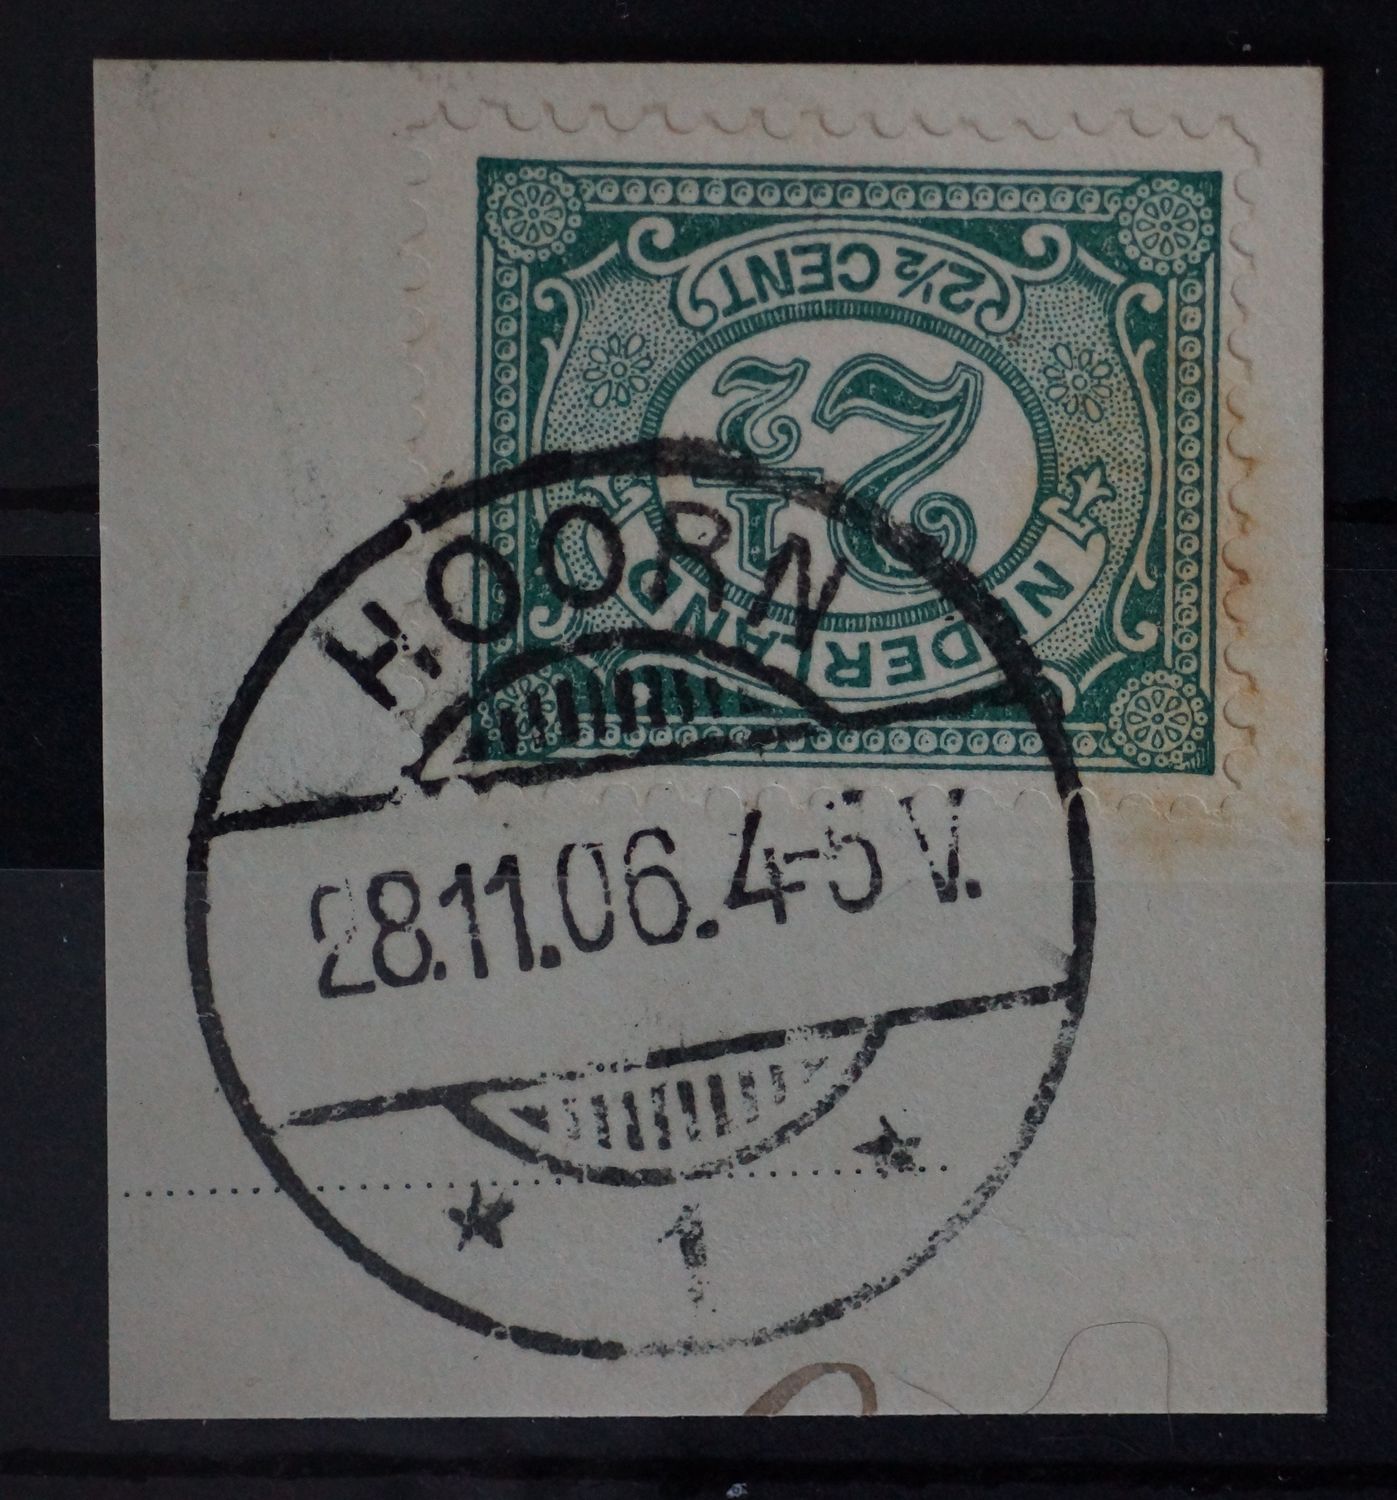 2½ CENT
2½
NEDERLAND
HOORN
28.11.06.4-5 V.
1